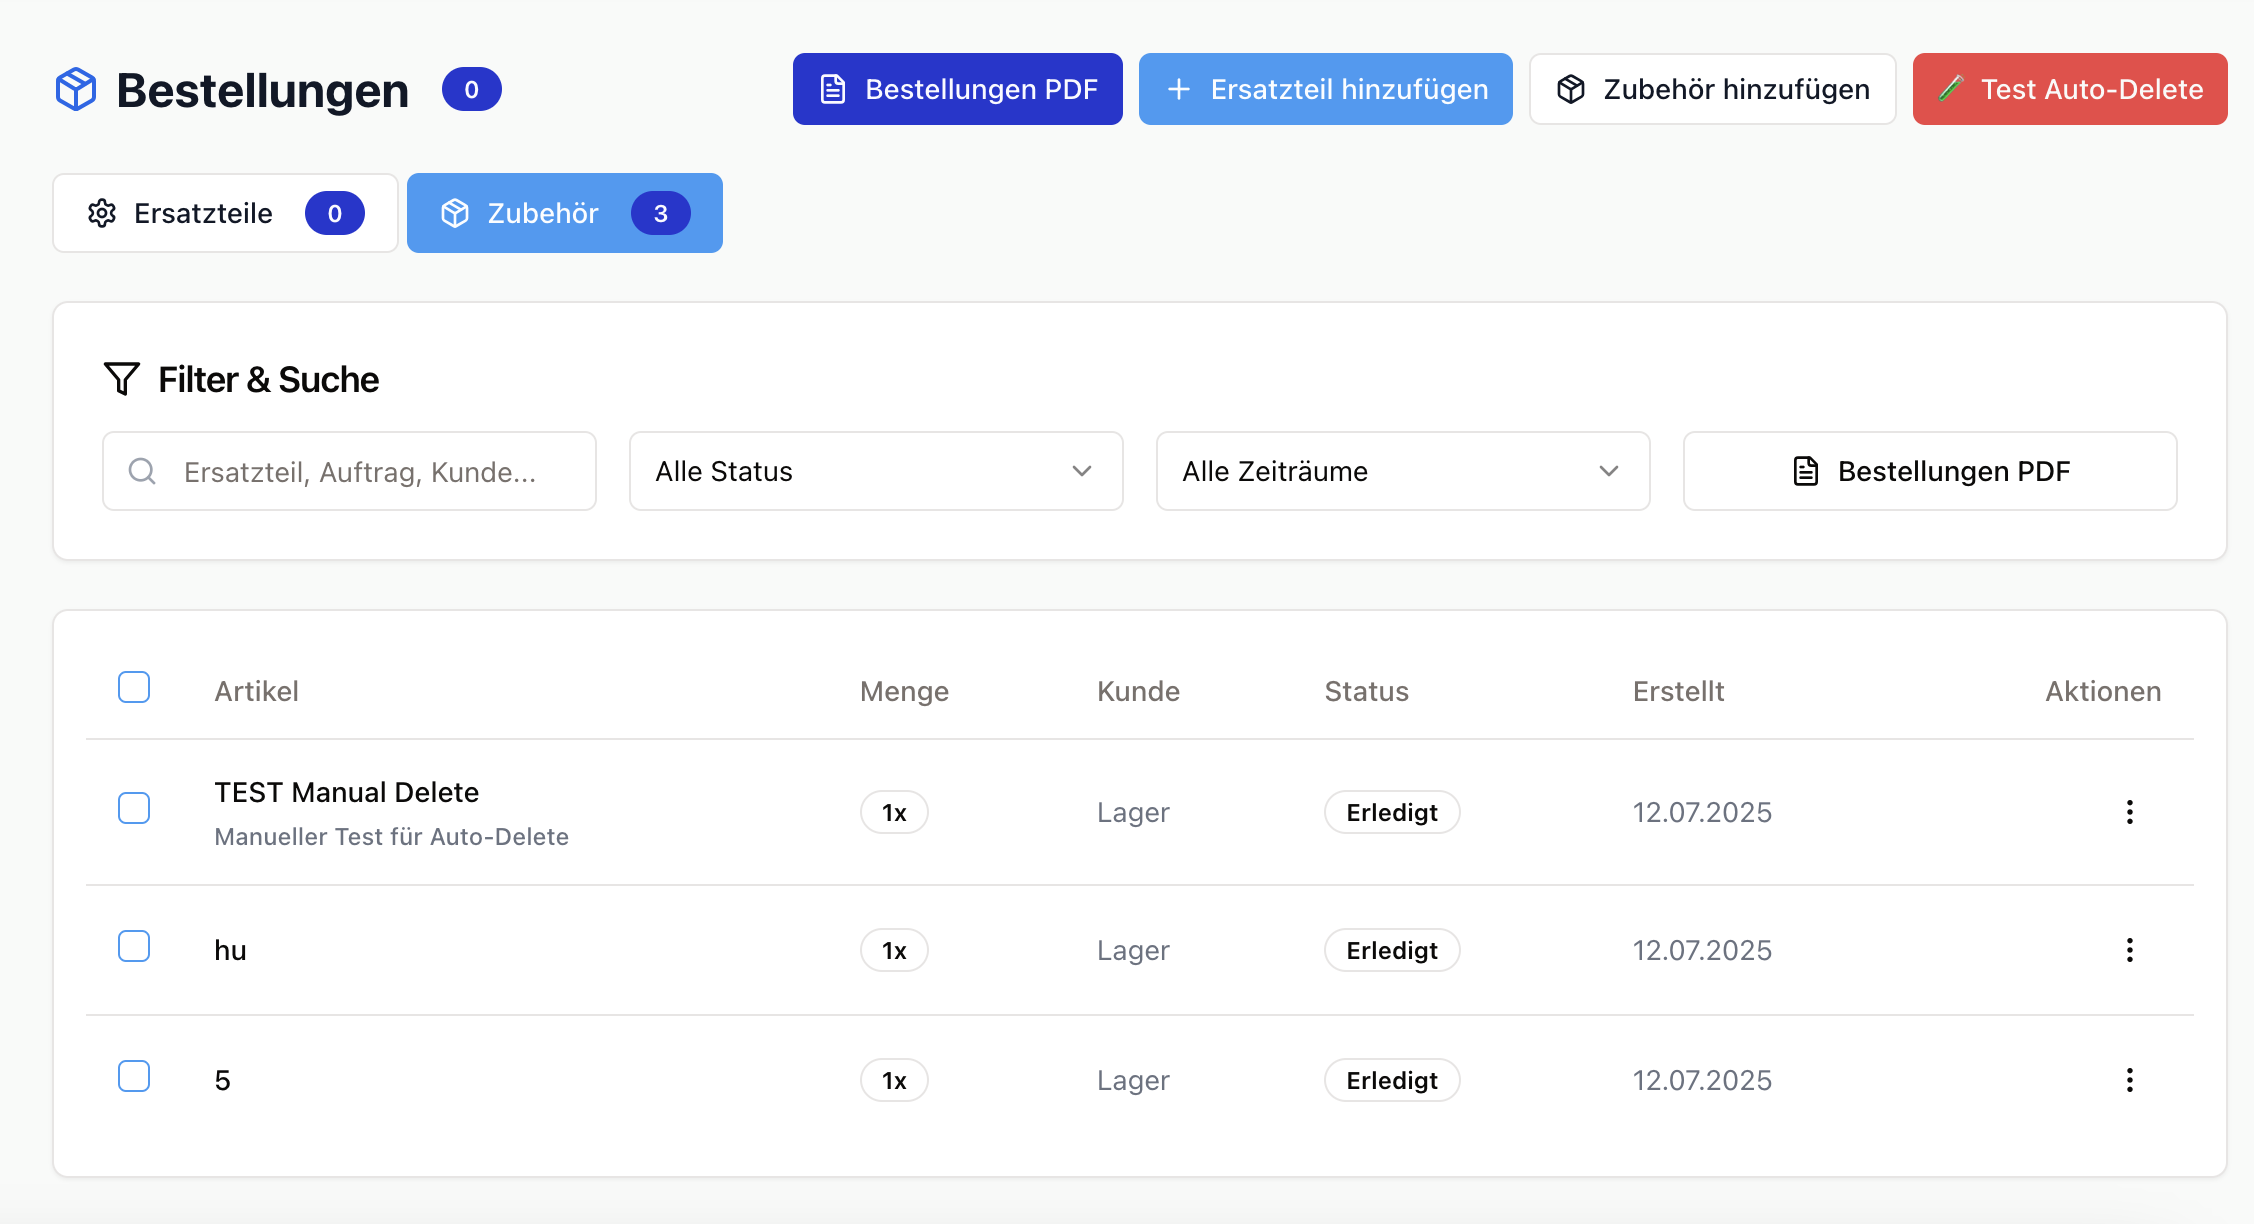 Bestellungen 0
Bestellungen PDF
Ersatzteil hinzufügen
Zubehör hinzufügen
Test Auto-Delete
Ersatzteile 0
Zubehör 3
Filter & Suche
Ersatzteil, Auftrag, Kunde...
Alle Status
Alle Zeiträume
Bestellungen PDF
Artikel Menge Kunde Status Erstellt Aktionen
TEST Manual Delete
Manueller Test für Auto-Delete
1x Lager Erledigt 12.07.2025
hu 1x Lager Erledigt 12.07.2025
5 1x Lager Erledigt 12.07.2025